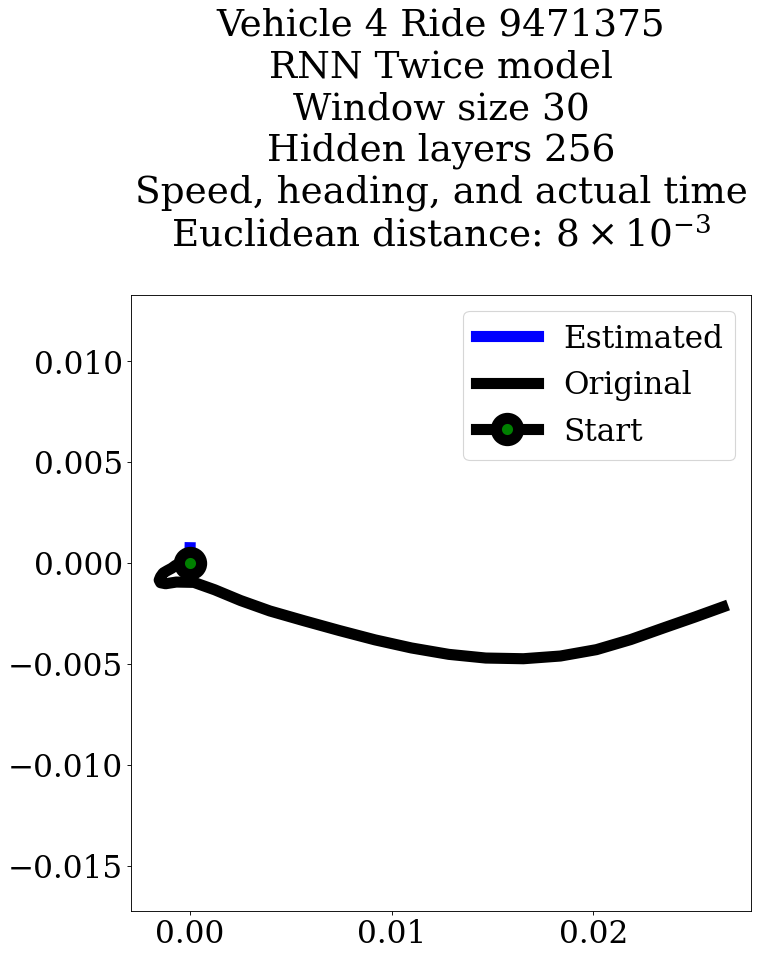 Vehicle 4 Ride 9471375
RNN Twice model
Window size 30
Hidden layers 256
Speed, heading, and actual time
Euclidean distance: 8 × 10⁻³
Estimated
Original
Start
0.010
0.005
0.000
−0.005
−0.010
−0.015
0.00 0.01 0.02